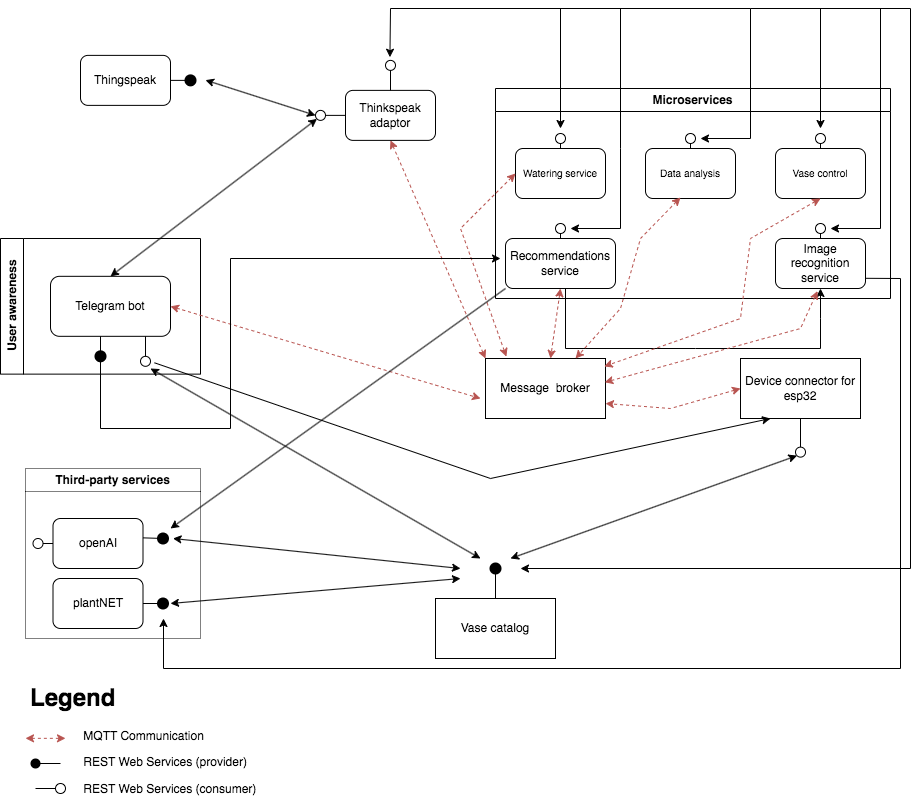 Thingspeak
Thinkspeak
adaptor
Microservices
Watering service
Data analysis
Vase control
Recommendations
service
Image
recognition
service
User awareness
Telegram bot
Message broker
Device connector for
esp32
Third-party services
openAI
plantNET
Vase catalog
Legend
MQTT Communication
REST Web Services (provider)
REST Web Services (consumer)